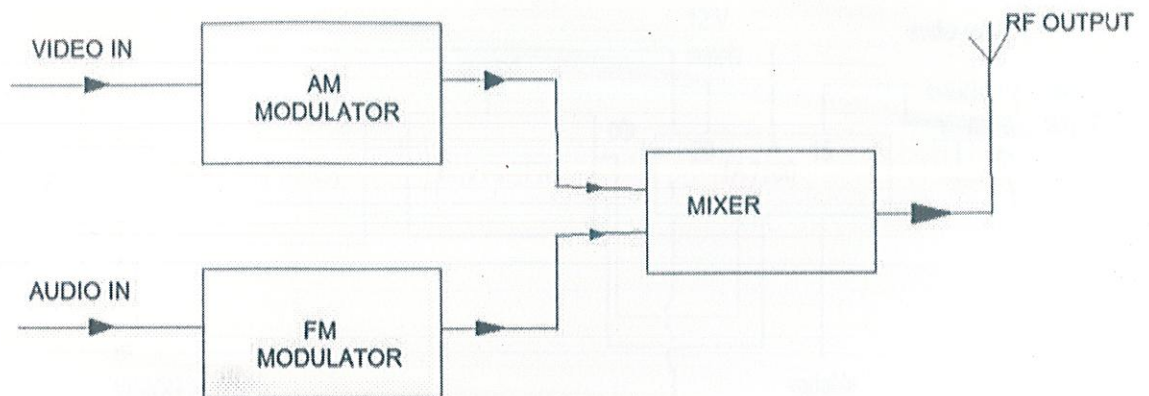 RF OUTPUT
VIDEO IN
AM
MODULATOR
MIXER
AUDIO IN
FM
MODULATOR